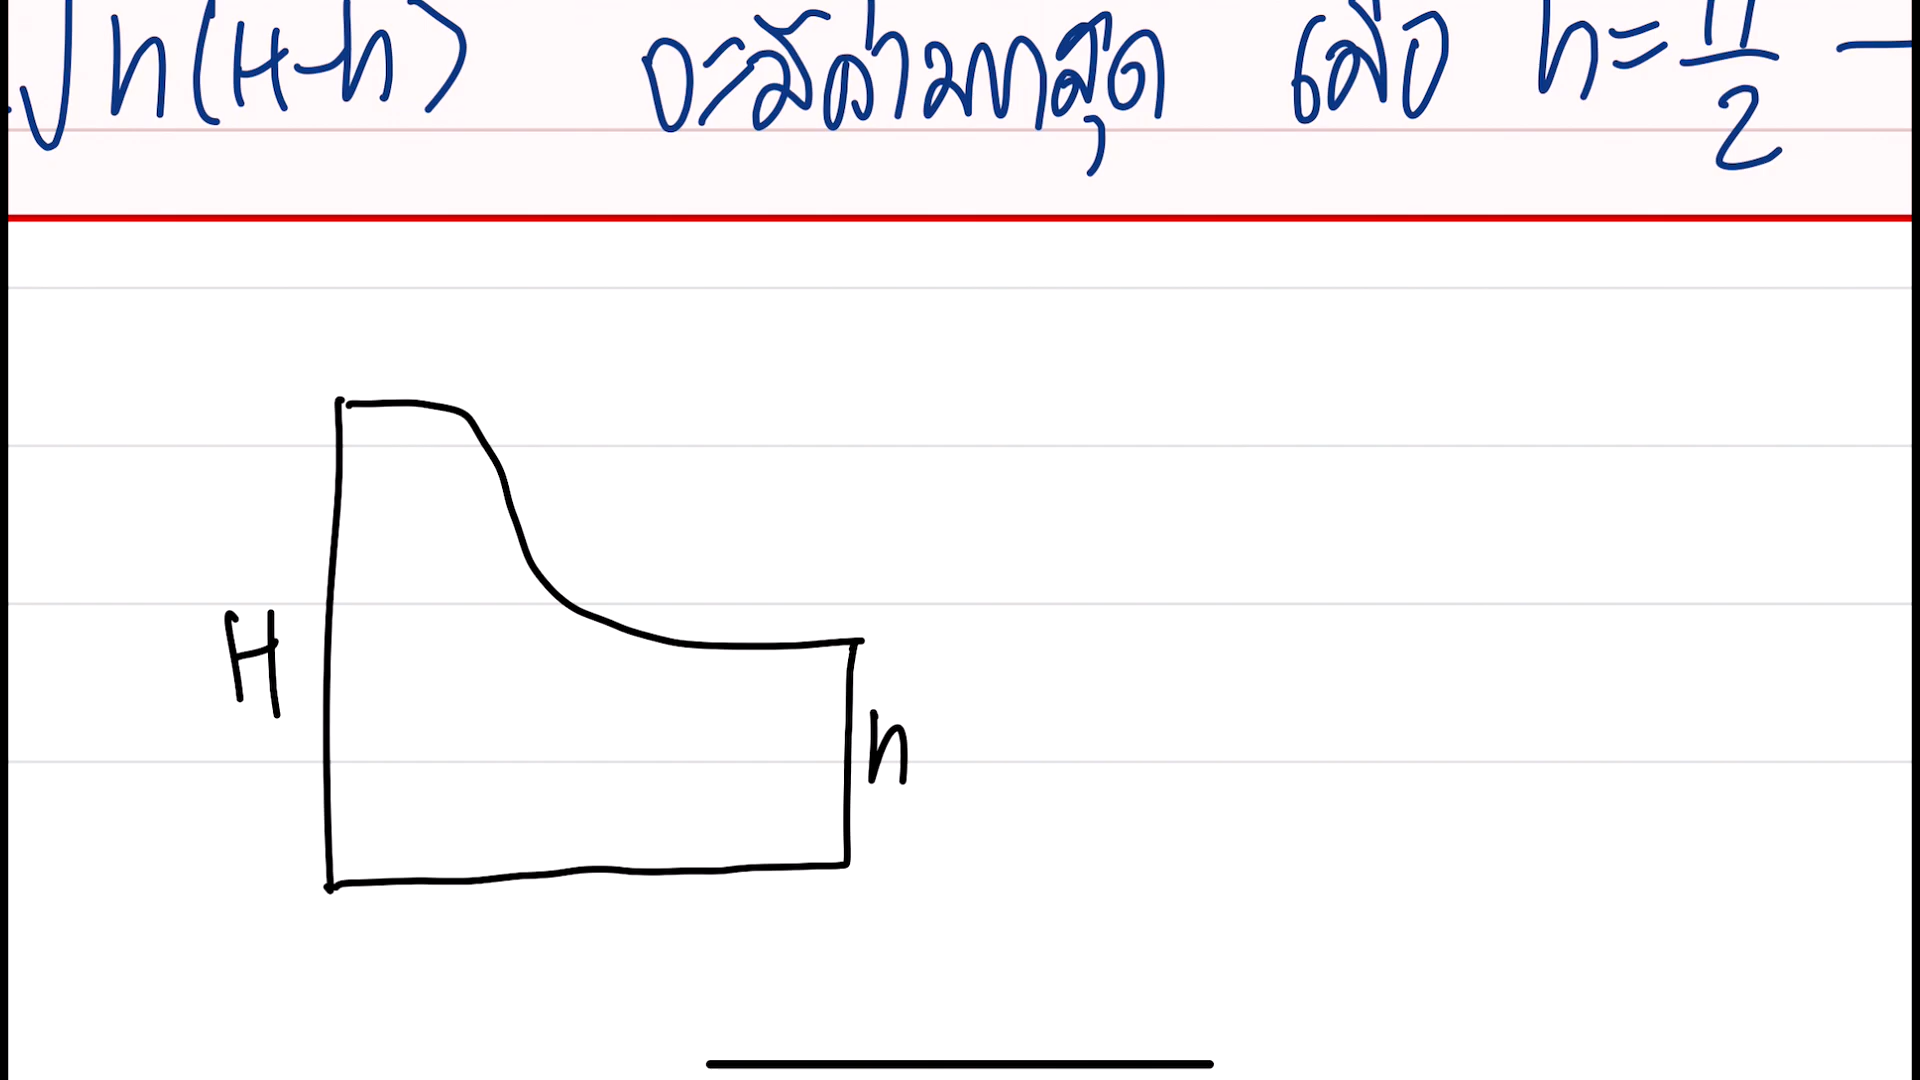 √h(H-h) จะมีค่ามากสุด เมื่อ h = H/2 —
H
h